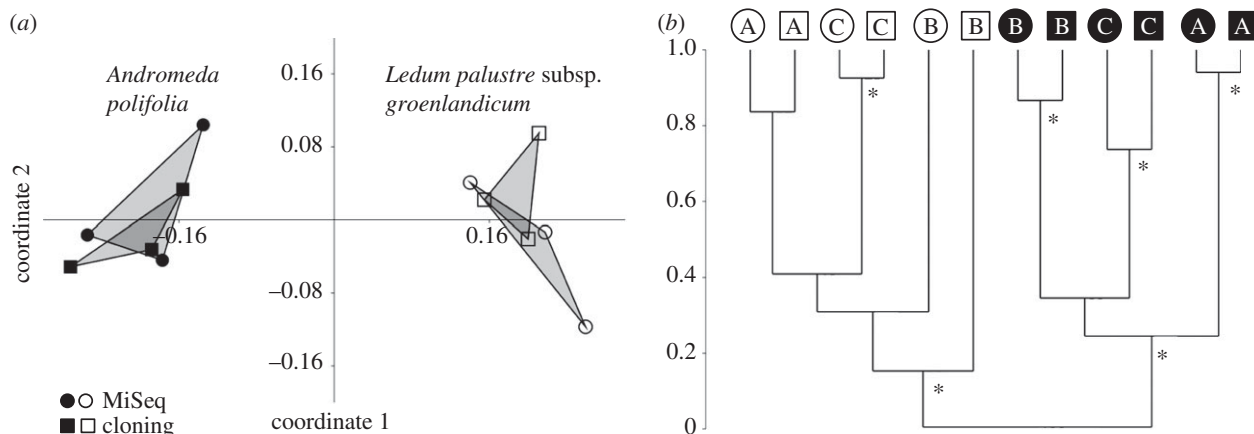 (a)
0.16
Andromeda
polifolia
Ledum palustre subsp.
groenlandicum
0.08
coordinate 2
–0.16
0.16
–0.08
–0.16
MiSeq
cloning
coordinate 1
(b)
A A C C B B B B C C A A
1.0
*
*
*
0.8
*
0.6
0.4
*
0.2
*
0